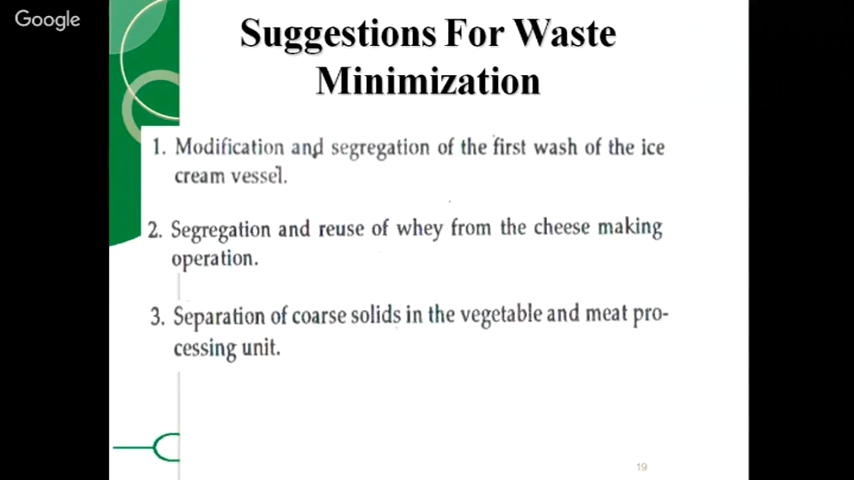 Google
Suggestions For Waste
Minimization
1. Modification and segregation of the first wash of the ice
cream vessel.
2. Segregation and reuse of whey from the cheese making
operation.
3. Separation of coarse solids in the vegetable and meat pro-
cessing unit.
19